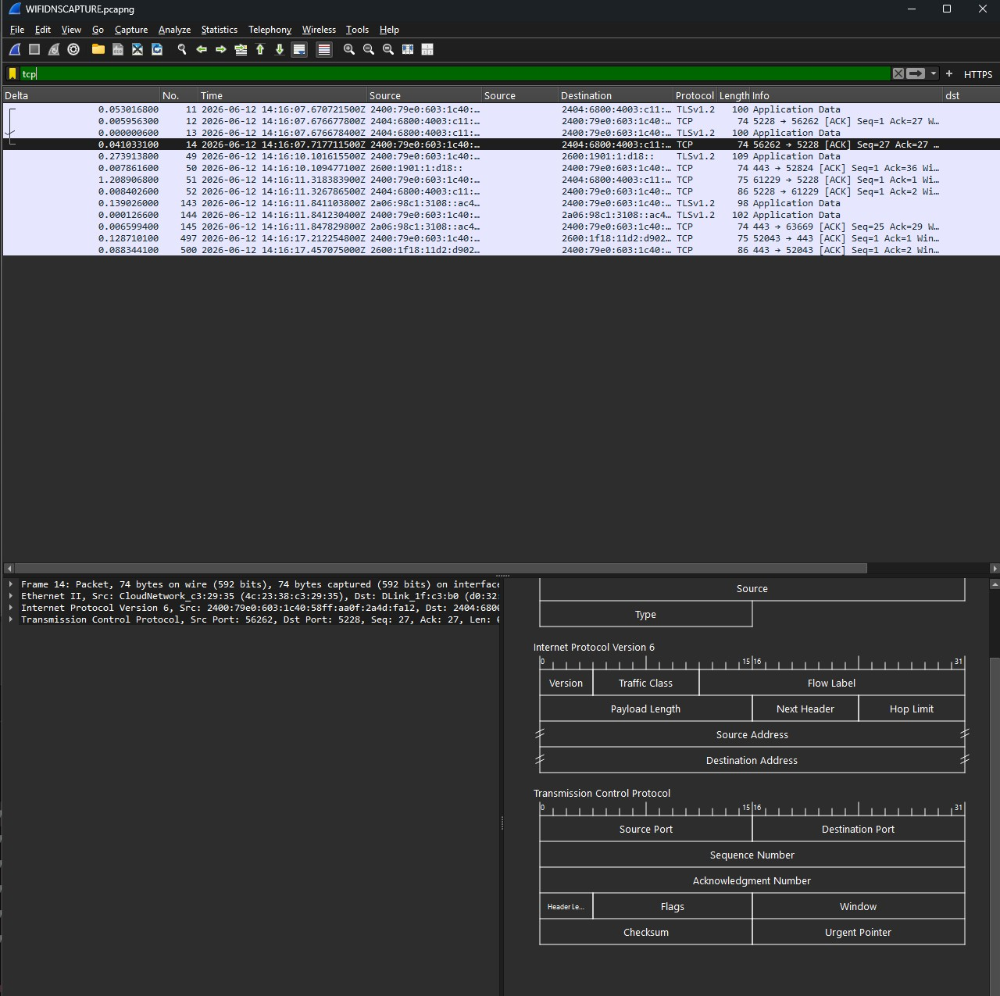 WIFIDNSCAPTURE.pcapng
File Edit View Go Capture Analyze Statistics Telephony Wireless Tools Help
tcp
+ HTTPS
Delta No. Time Source Source Destination Protocol Length Info dst
0.053016800 11 2026-06-12 14:16:07.670721500Z 2400:79e0:603:1c40:… 2404:6800:4003:c11:… TLSv1.2 100 Application Data
0.005956300 12 2026-06-12 14:16:07.676677800Z 2404:6800:4003:c11:… 2400:79e0:603:1c40:… TCP 74 5228 → 56262 [ACK] Seq=1 Ack=27 W…
0.000000600 13 2026-06-12 14:16:07.676678400Z 2404:6800:4003:c11:… 2400:79e0:603:1c40:… TLSv1.2 100 Application Data
0.041033100 14 2026-06-12 14:16:07.717711500Z 2400:79e0:603:1c40:… 2404:6800:4003:c11:… TCP 74 56262 → 5228 [ACK] Seq=27 Ack=27 …
0.273913800 49 2026-06-12 14:16:10.101615500Z 2400:79e0:603:1c40:… 2600:1901:1:d18:: TLSv1.2 109 Application Data
0.007861600 50 2026-06-12 14:16:10.109477100Z 2600:1901:1:d18:: 2400:79e0:603:1c40:… TCP 74 443 → 52824 [ACK] Seq=1 Ack=36 Wi…
1.208906800 51 2026-06-12 14:16:11.318383900Z 2400:79e0:603:1c40:… 2404:6800:4003:c11:… TCP 75 61229 → 5228 [ACK] Seq=1 Ack=1 Wi…
0.008402600 52 2026-06-12 14:16:11.326786500Z 2404:6800:4003:c11:… 2400:79e0:603:1c40:… TCP 86 5228 → 61229 [ACK] Seq=1 Ack=2 Wi…
0.139026000 143 2026-06-12 14:16:11.841103800Z 2a06:98c1:3108::ac4… 2400:79e0:603:1c40:… TLSv1.2 98 Application Data
0.000126600 144 2026-06-12 14:16:11.841230400Z 2400:79e0:603:1c40:… 2a06:98c1:3108::ac4… TLSv1.2 102 Application Data
0.006599400 145 2026-06-12 14:16:11.847829800Z 2a06:98c1:3108::ac4… 2400:79e0:603:1c40:… TCP 74 443 → 63669 [ACK] Seq=25 Ack=29 W…
0.128710100 497 2026-06-12 14:16:17.212254800Z 2400:79e0:603:1c40:… 2600:1f18:11d2:d902… TCP 75 52043 → 443 [ACK] Seq=1 Ack=1 Win…
0.088344100 500 2026-06-12 14:16:17.457075000Z 2600:1f18:11d2:d902… 2400:79e0:603:1c40:… TCP 86 443 → 52043 [ACK] Seq=1 Ack=2 Win…
Frame 14: Packet, 74 bytes on wire (592 bits), 74 bytes captured (592 bits) on interface
Ethernet II, Src: CloudNetwork_c3:29:35 (4c:23:38:c3:29:35), Dst: DLink_1f:c3:b0 (d0:32:
Internet Protocol Version 6, Src: 2400:79e0:603:1c40:58ff:aa0f:2a4d:fa12, Dst: 2404:6800
Transmission Control Protocol, Src Port: 56262, Dst Port: 5228, Seq: 27, Ack: 27, Len: 0
Source
Type
Internet Protocol Version 6
0 15 16 31
Version Traffic Class Flow Label
Payload Length Next Header Hop Limit
Source Address
Destination Address
Transmission Control Protocol
0 15 16 31
Source Port Destination Port
Sequence Number
Acknowledgment Number
Header Le… Flags Window
Checksum Urgent Pointer